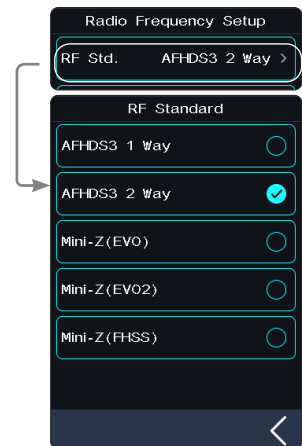 Radio Frequency Setup
RF Std. AFHDS3 2 Way >
RF Standard
AFHDS3 1 Way
AFHDS3 2 Way
Mini-Z(EVO)
Mini-Z(EVO2)
Mini-Z(FHSS)